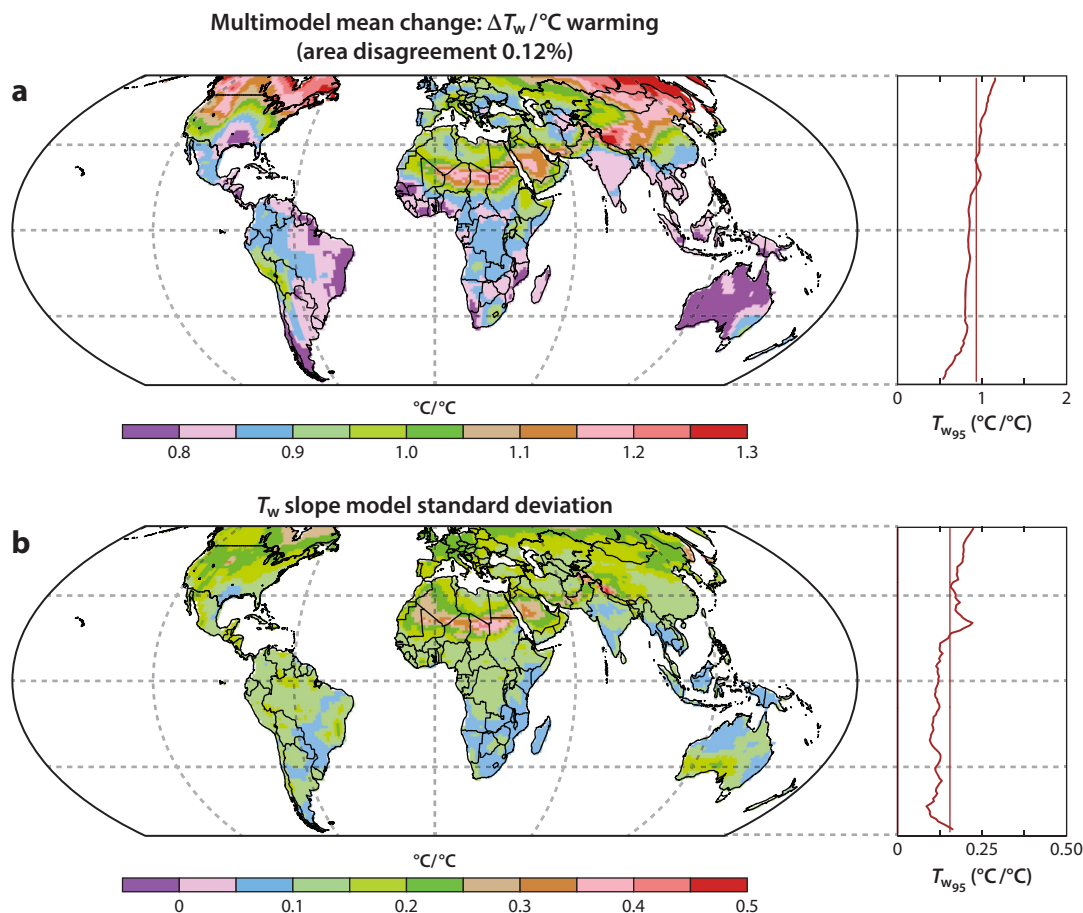 Multimodel mean change: ΔTw/°C warming
(area disagreement 0.12%)
a
°C/°C
0.8 0.9 1.0 1.1 1.2 1.3
0 1 2
Tw95 (°C/°C)
Tw slope model standard deviation
b
°C/°C
0 0.1 0.2 0.3 0.4 0.5
0 0.25 0.50
Tw95 (°C/°C)